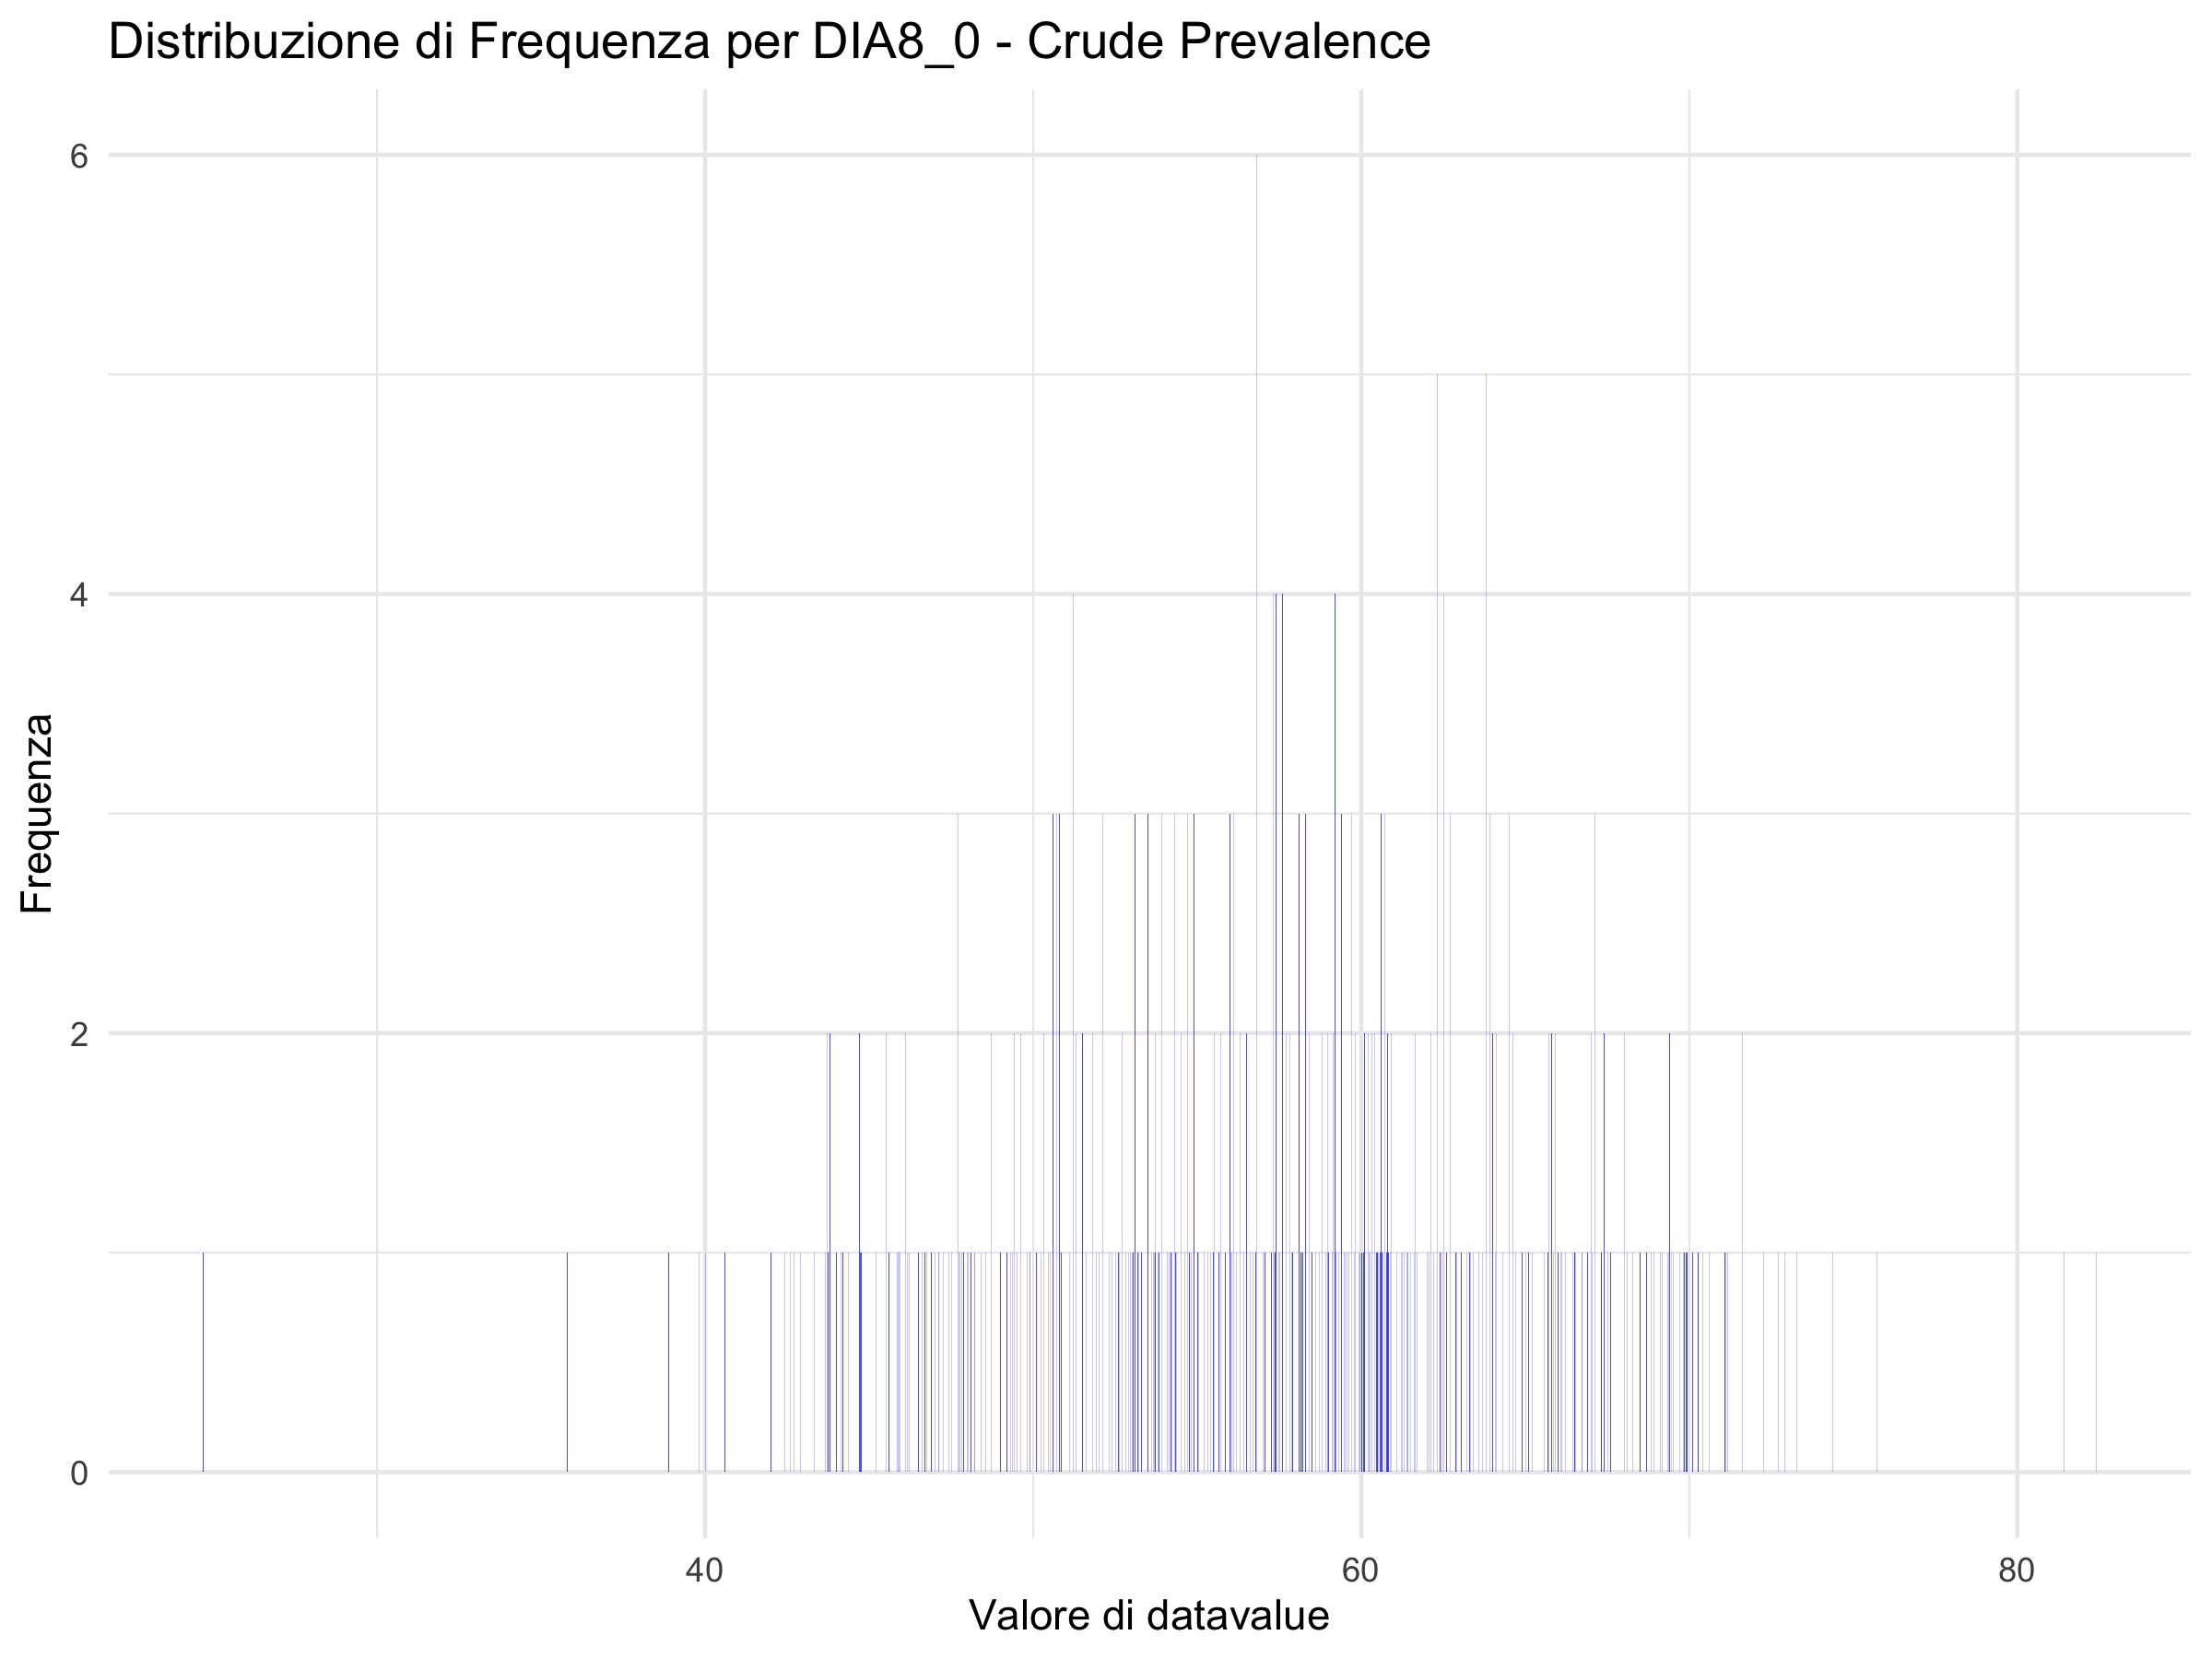 Distribuzione di Frequenza per DIA8_0 - Crude Prevalence
6
4
2
0
Frequenza
40
60
80
Valore di datavalue